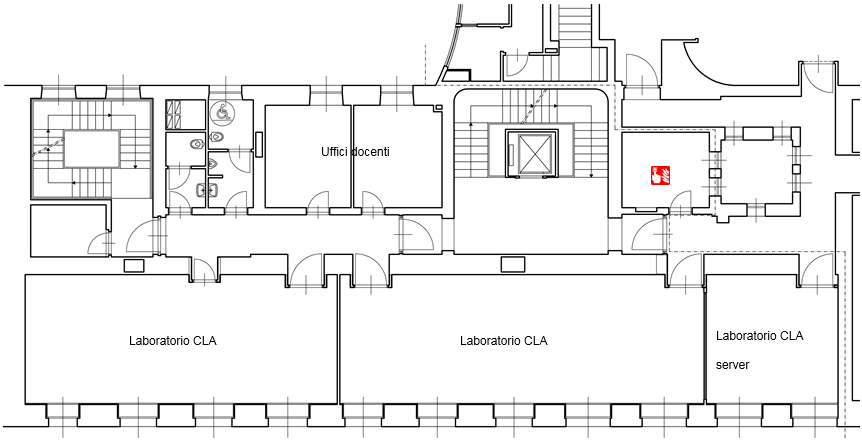 Uffici docenti
Laboratorio CLA
Laboratorio CLA
Laboratorio CLA
server